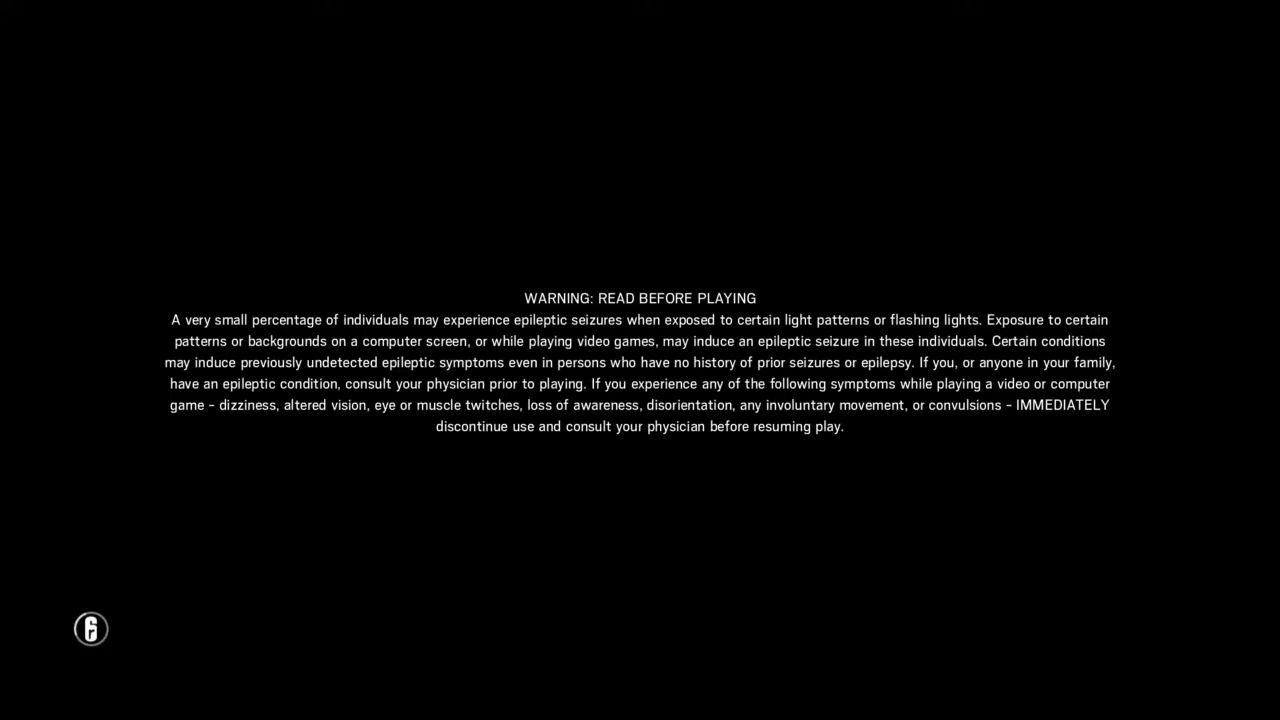 WARNING: READ BEFORE PLAYING
A very small percentage of individuals may experience epileptic seizures when exposed to certain light patterns or flashing lights. Exposure to certain
patterns or backgrounds on a computer screen, or while playing video games, may induce an epileptic seizure in these individuals. Certain conditions
may induce previously undetected epileptic symptoms even in persons who have no history of prior seizures or epilepsy. If you, or anyone in your family,
have an epileptic condition, consult your physician prior to playing. If you experience any of the following symptoms while playing a video or computer
game - dizziness, altered vision, eye or muscle twitches, loss of awareness, disorientation, any involuntary movement, or convulsions - IMMEDIATELY
discontinue use and consult your physician before resuming play.
6